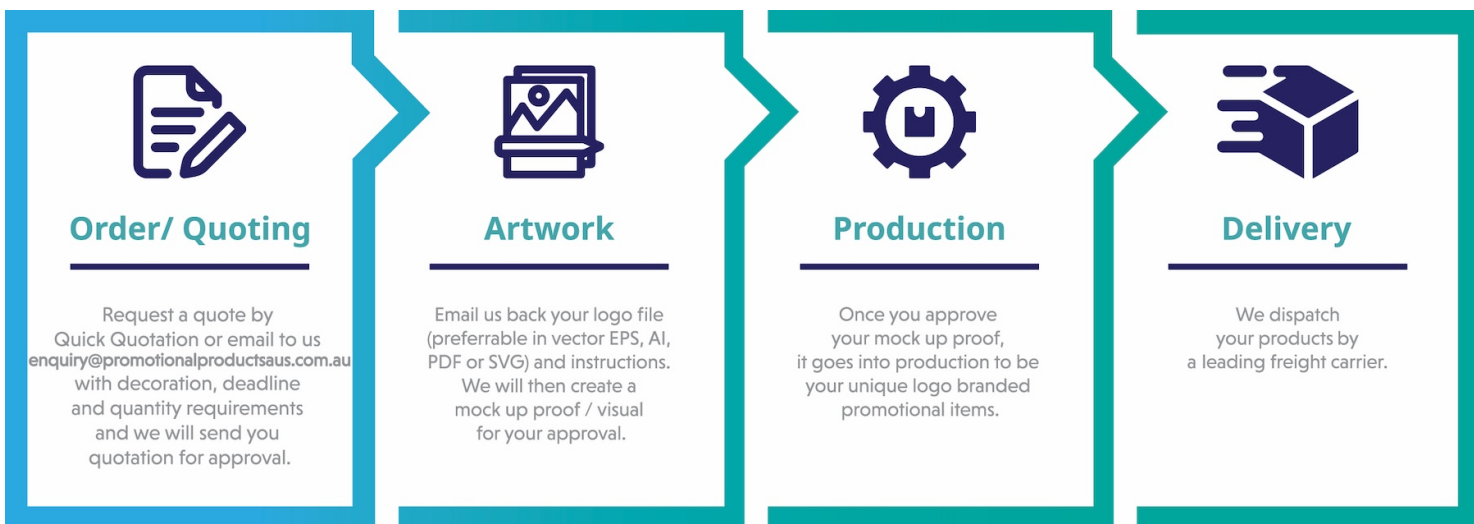 Order/ Quoting
Request a quote by
Quick Quotation or email to us
enquiry@promotionalproductsaus.com.au
with decoration, deadline
and quantity requirements
and we will send you
quotation for approval.
Artwork
Email us back your logo file
(preferrable in vector EPS, AI,
PDF or SVG) and instructions.
We will then create a
mock up proof / visual
for your approval.
Production
Once you approve
your mock up proof,
it goes into production to be
your unique logo branded
promotional items.
Delivery
We dispatch
your products by
a leading freight carrier.